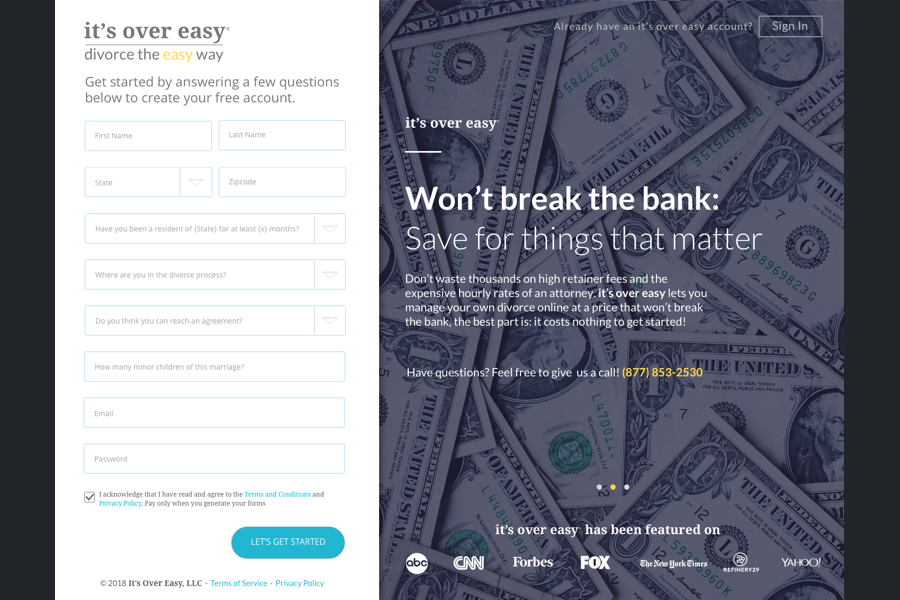 it's over easy®
divorce the easy way
Get started by answering a few questions
below to create your free account.
First Name
Last Name
State
Zipcode
Have you been a resident of {State} for at least {x} months?
Where are you in the divorce process?
Do you think you can reach an agreement?
How many minor children of this marriage?
Email
Password
I acknowledge that I have read and agree to the Terms and Conditions and
Privacy Policy. Pay only when you generate your forms
LET'S GET STARTED
© 2018 It's Over Easy, LLC · Terms of Service · Privacy Policy
Already have an it's over easy account?
Sign In
it's over easy
Won't break the bank:
Save for things that matter
Don't waste thousands on high retainer fees and the
expensive hourly rates of an attorney. it's over easy lets you
manage your own divorce online at a price that won't break
the bank, the best part is: it costs nothing to get started!
Have questions? Feel free to give us a call! (877) 853-2530
THE UNITED S
it's over easy has been featured on
abc
CNN
Forbes
FOX
The New York Times
REFINERY29
YAHOO!